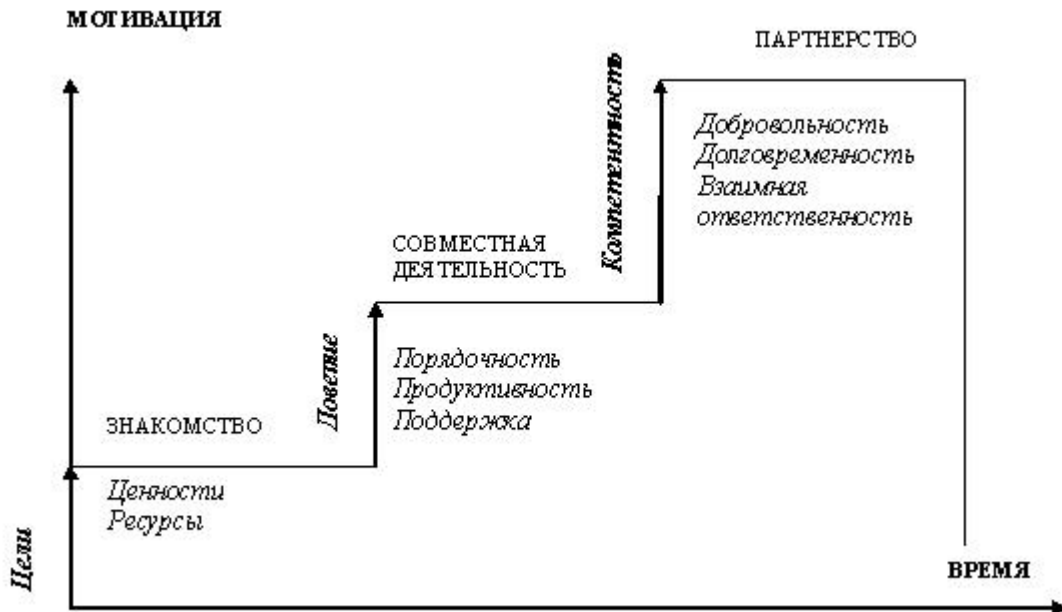 МОТИВАЦИЯ
ПАРТНЕРСТВО
Компетентность
Добровольность
Долговременность
Взаимная
ответственность
СОВМЕСТНАЯ
ДЕЯТЕЛЬНОСТЬ
Доверие
Порядочность
Продуктивность
Поддержка
ЗНАКОМСТВО
Ценности
Ресурсы
Цели
ВРЕМЯ